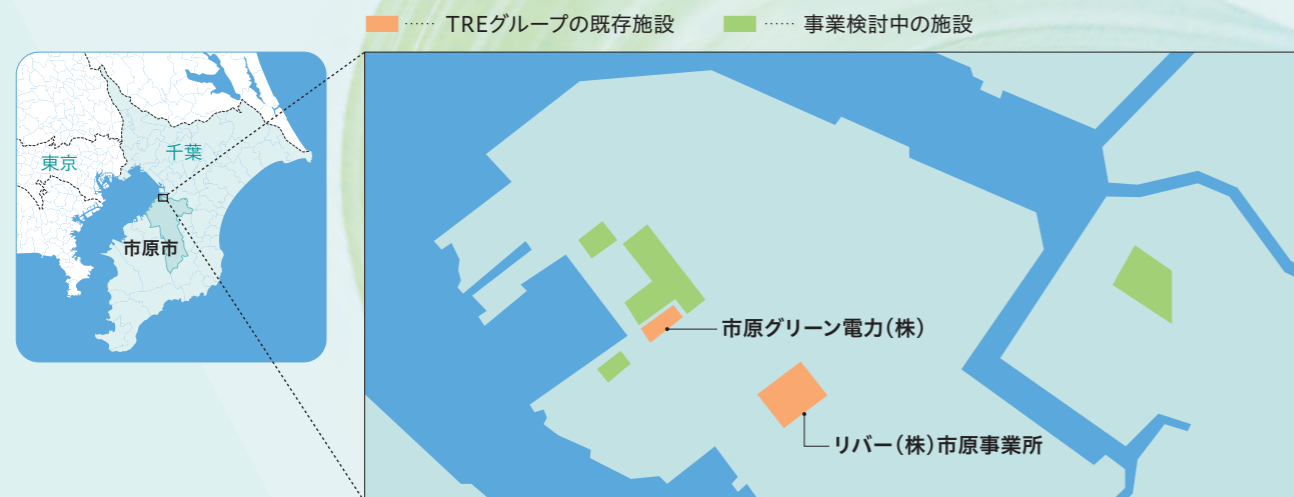 TREグループの既存施設
事業検討中の施設
東京
千葉
市原市
市原グリーン電力(株)
リバー(株)市原事業所